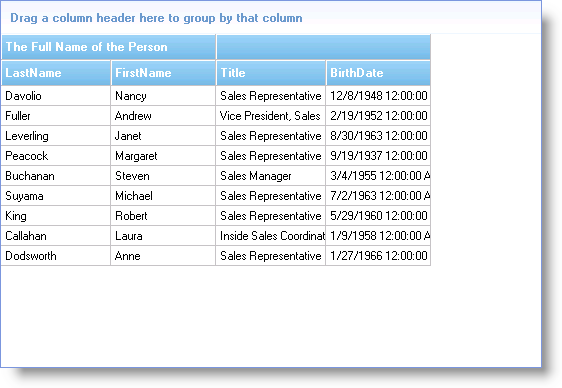 Drag a column header here to group by that column
The Full Name of the Person
LastName FirstName Title BirthDate
Davolio Nancy Sales Representative 12/8/1948 12:00:00
Fuller Andrew Vice President, Sales 2/19/1952 12:00:00
Leverling Janet Sales Representative 8/30/1963 12:00:00
Peacock Margaret Sales Representative 9/19/1937 12:00:00
Buchanan Steven Sales Manager 3/4/1955 12:00:00 A
Suyama Michael Sales Representative 7/2/1963 12:00:00 A
King Robert Sales Representative 5/29/1960 12:00:00
Callahan Laura Inside Sales Coordinat 1/9/1958 12:00:00 A
Dodsworth Anne Sales Representative 1/27/1966 12:00:00